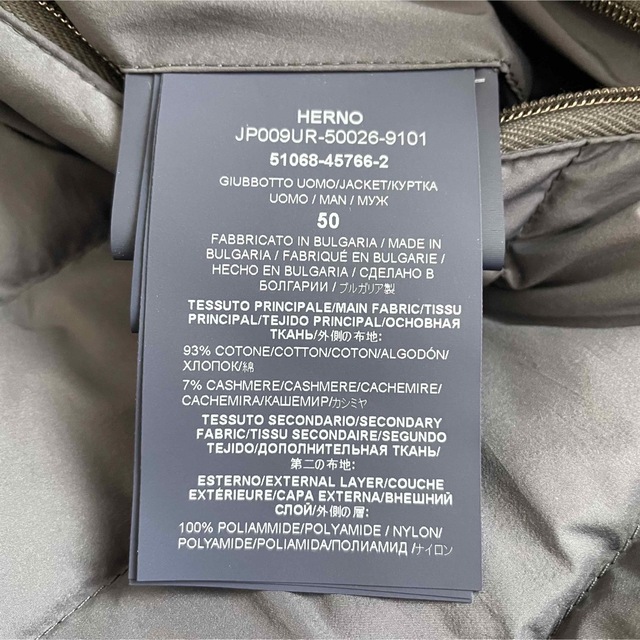 HERNO
JP009UR-50026-9101
51068-45766-2
GIUBBOTTO UOMO/JACKET/КУРТКА
UOMO / MAN / МУЖ
50
FABBRICATO IN BULGARIA / MADE IN
BULGARIA / FABRIQUÉ EN BULGARIE /
HECHO EN BULGARIA / СДЕЛАНО В
БОЛГАРИИ / ブルガリア製
TESSUTO PRINCIPALE/MAIN FABRIC/TISSU
PRINCIPAL/TEJIDO PRINCIPAL/ОСНОВНАЯ
ТКАНЬ/外側の布地:
93% COTONE/COTTON/COTON/ALGODÓN/
ХЛОПОК/綿
7% CASHMERE/CASHMERE/CACHEMIRE/
CACHEMIRA/КАШЕМИР/カシミヤ
TESSUTO SECONDARIO/SECONDARY
FABRIC/TISSU SECONDAIRE/SEGUNDO
TEJIDO/ДОПОЛНИТЕЛЬНАЯ ТКАНЬ/
第二の布地:
ESTERNO/EXTERNAL LAYER/COUCHE
EXTÉRIEURE/CAPA EXTERNA/ВНЕШНИЙ
СЛОЙ/外側の層:
100% POLIAMMIDE/POLYAMIDE / NYLON/
POLYAMIDE/POLIAMIDA/ПОЛИАМИД /ナイロン